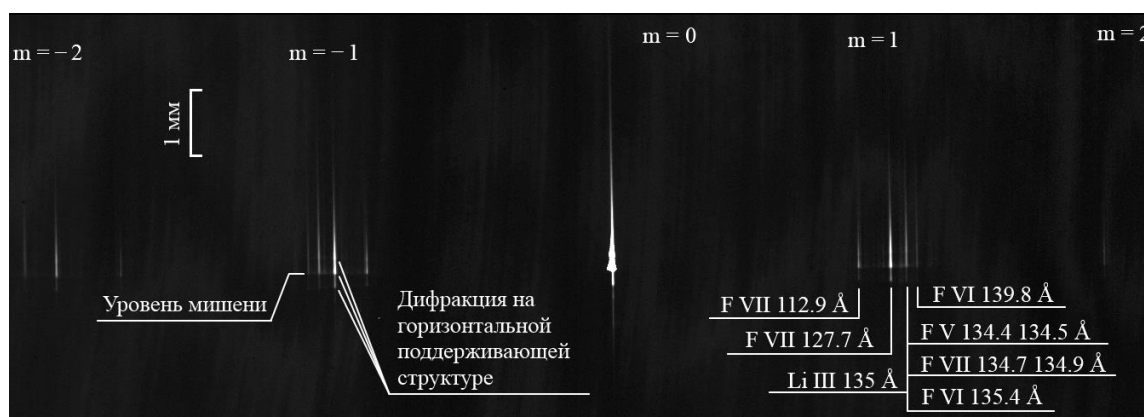 m = – 2
m = – 1
m = 0
m = 1
m = 2
1 мм
Уровень мишени
Дифракция на
горизонтальной
поддерживающей
структуре
F VII 112.9 Å
F VII 127.7 Å
Li III 135 Å
F VI 139.8 Å
F V 134.4 134.5 Å
F VII 134.7 134.9 Å
F VI 135.4 Å